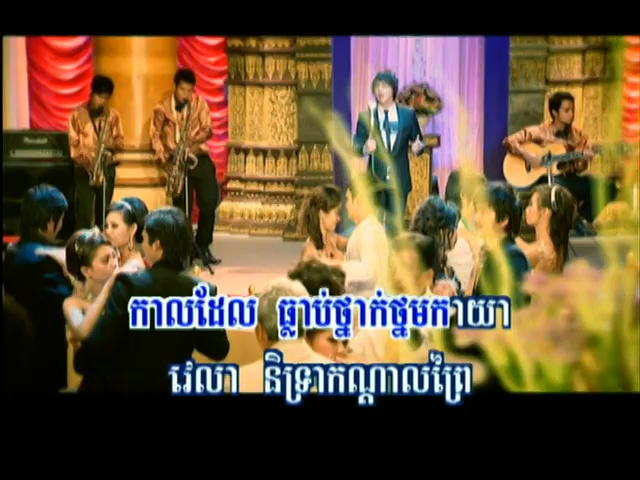 កាលដែល ធ្លាប់ថ្នាក់ថ្នមកាយា
វេលា និទ្រាកណ្ដាលព្រៃ